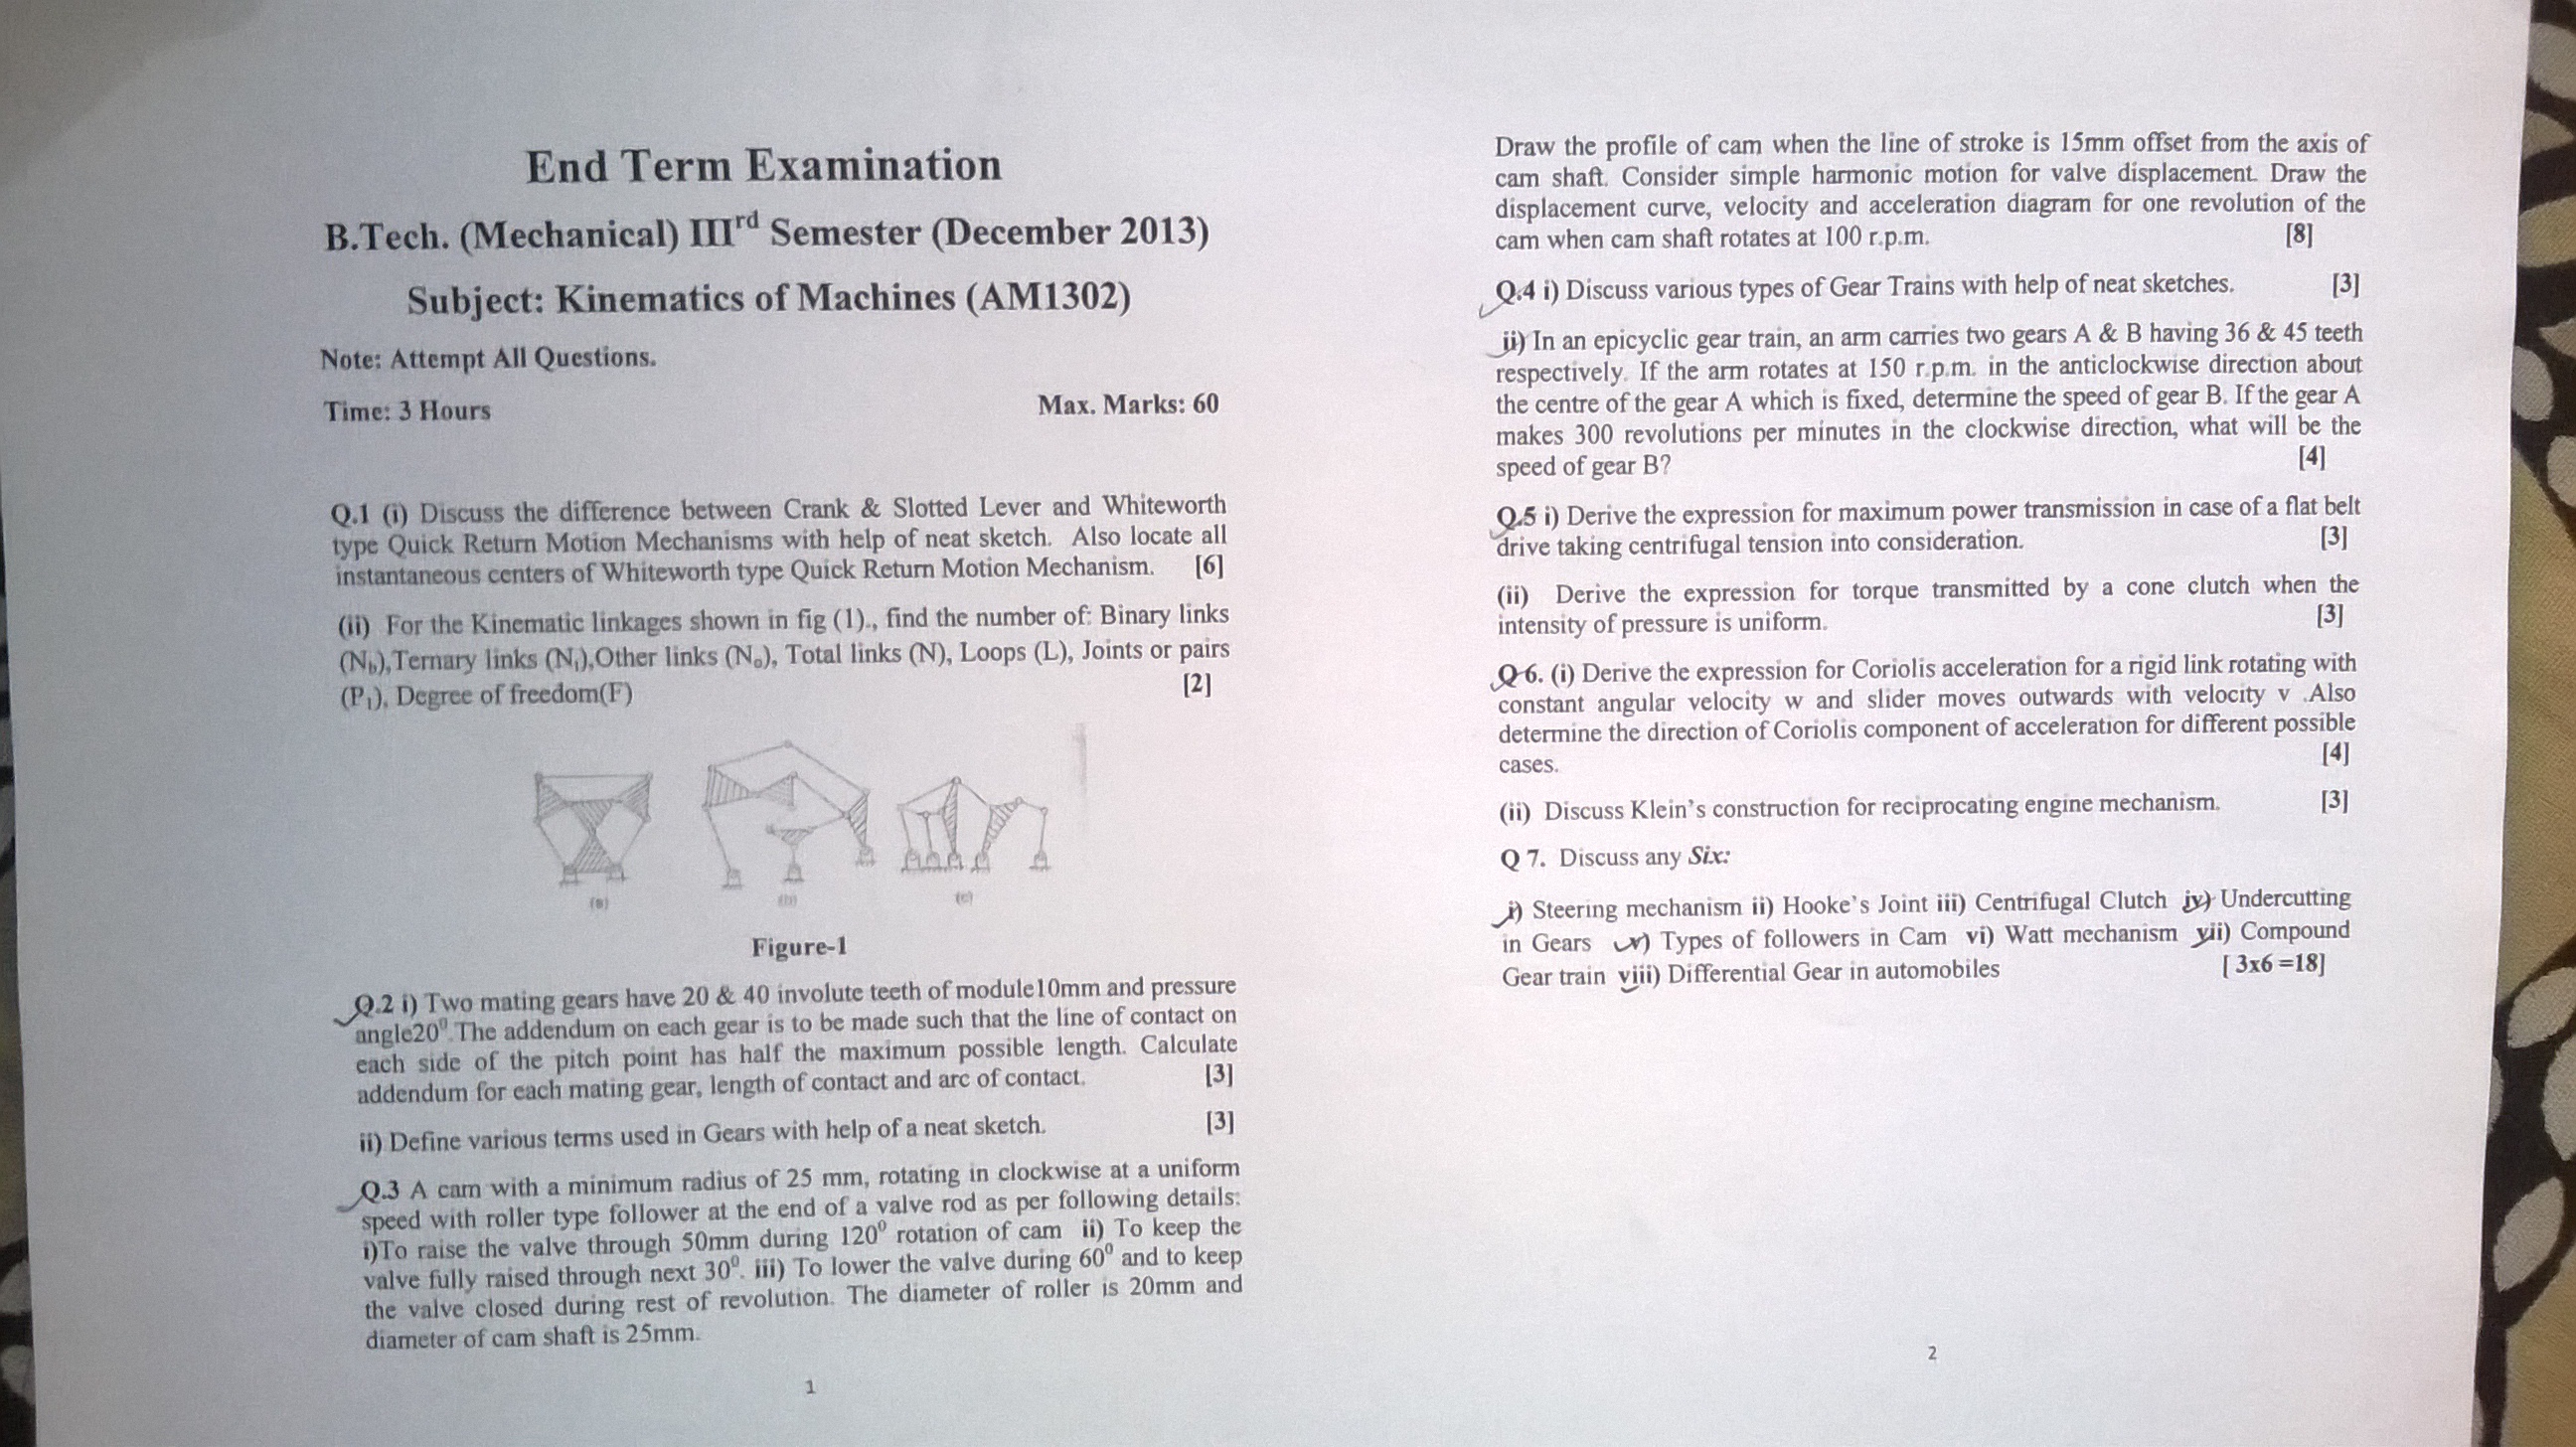 End Term Examination
B.Tech. (Mechanical) IIIrd Semester (December 2013)
Subject: Kinematics of Machines (AM1302)
Note: Attempt All Questions.
Time: 3 Hours Max. Marks: 60
Q.1 (i) Discuss the difference between Crank & Slotted Lever and Whiteworth
type Quick Return Motion Mechanisms with help of neat sketch. Also locate all
instantaneous centers of Whiteworth type Quick Return Motion Mechanism. [6]
(ii) For the Kinematic linkages shown in fig (1)., find the number of: Binary links
(Nb),Ternary links (Nt),Other links (No), Total links (N), Loops (L), Joints or pairs
(P1), Degree of freedom(F) [2]
(a) (b) (c)
Figure-1
Q.2 i) Two mating gears have 20 & 40 involute teeth of module10mm and pressure
angle20⁰.The addendum on each gear is to be made such that the line of contact on
each side of the pitch point has half the maximum possible length. Calculate
addendum for each mating gear, length of contact and arc of contact. [3]
ii) Define various terms used in Gears with help of a neat sketch. [3]
Q.3 A cam with a minimum radius of 25 mm, rotating in clockwise at a uniform
speed with roller type follower at the end of a valve rod as per following details:
i)To raise the valve through 50mm during 120⁰ rotation of cam ii) To keep the
valve fully raised through next 30⁰. iii) To lower the valve during 60⁰ and to keep
the valve closed during rest of revolution. The diameter of roller is 20mm and
diameter of cam shaft is 25mm.
1
Draw the profile of cam when the line of stroke is 15mm offset from the axis of
cam shaft. Consider simple harmonic motion for valve displacement. Draw the
displacement curve, velocity and acceleration diagram for one revolution of the
cam when cam shaft rotates at 100 r.p.m. [8]
Q.4 i) Discuss various types of Gear Trains with help of neat sketches. [3]
ii) In an epicyclic gear train, an arm carries two gears A & B having 36 & 45 teeth
respectively. If the arm rotates at 150 r.p.m. in the anticlockwise direction about
the centre of the gear A which is fixed, determine the speed of gear B. If the gear A
makes 300 revolutions per minutes in the clockwise direction, what will be the
speed of gear B? [4]
Q.5 i) Derive the expression for maximum power transmission in case of a flat belt
drive taking centrifugal tension into consideration. [3]
(ii) Derive the expression for torque transmitted by a cone clutch when the
intensity of pressure is uniform. [3]
Q 6. (i) Derive the expression for Coriolis acceleration for a rigid link rotating with
constant angular velocity w and slider moves outwards with velocity v .Also
determine the direction of Coriolis component of acceleration for different possible
cases. [4]
(ii) Discuss Klein's construction for reciprocating engine mechanism. [3]
Q 7. Discuss any Six:
i) Steering mechanism ii) Hooke's Joint iii) Centrifugal Clutch iv) Undercutting
in Gears v) Types of followers in Cam vi) Watt mechanism vii) Compound
Gear train viii) Differential Gear in automobiles [ 3x6 =18]
2